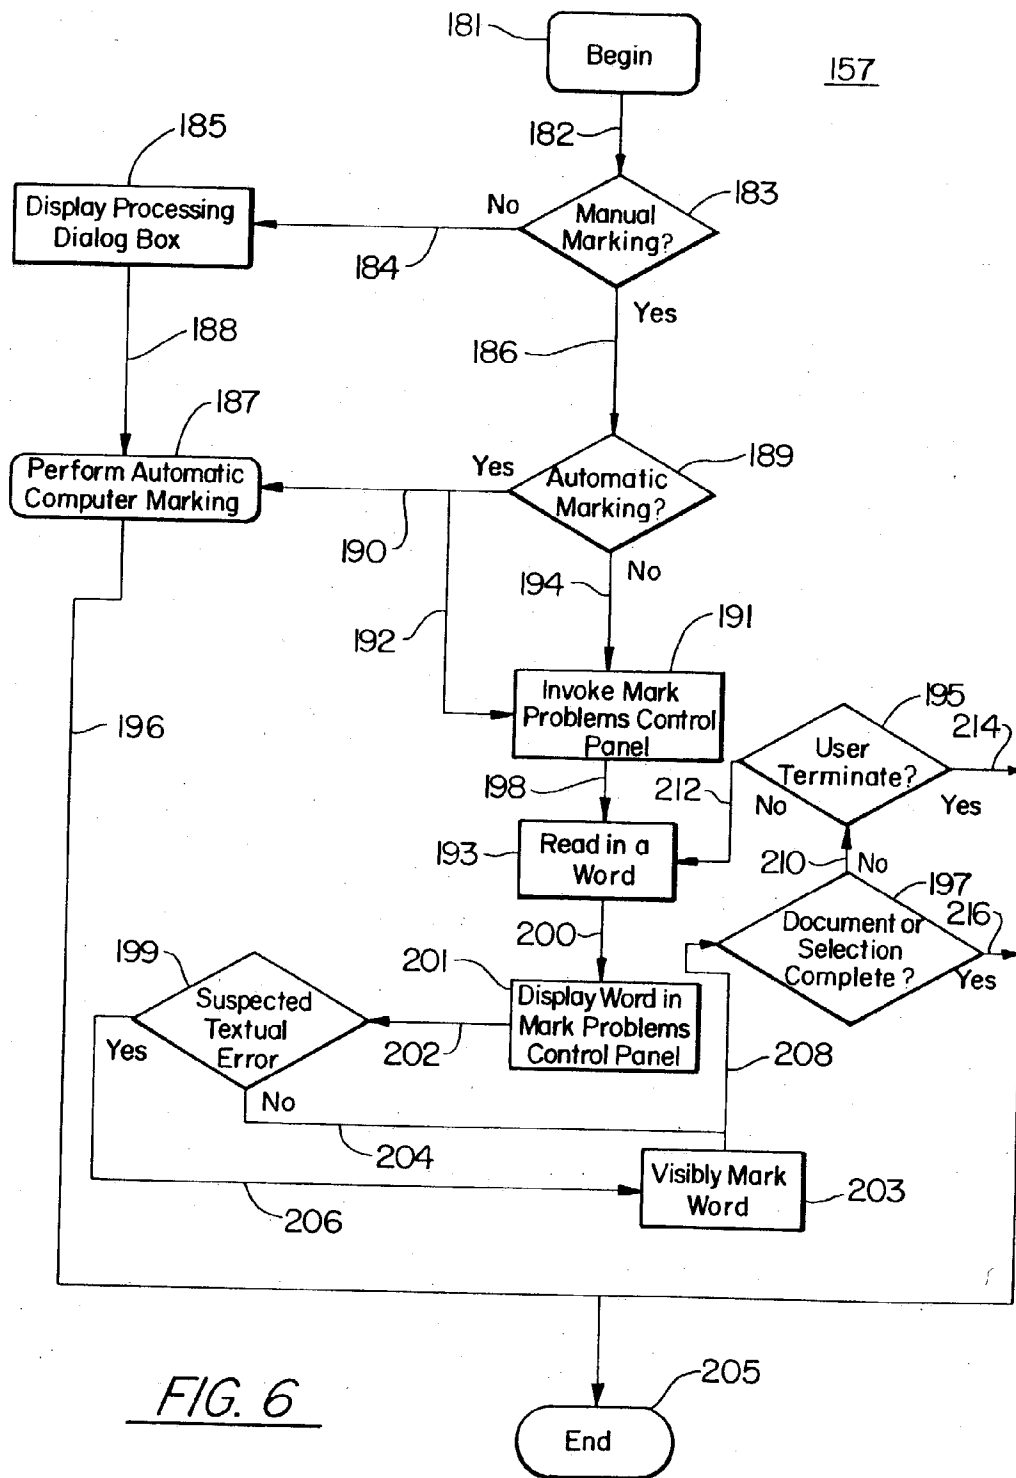 181
Begin
157
182
185
Display Processing
Dialog Box
No
Manual
Marking?
183
184
Yes
188
186
187
Perform Automatic
Computer Marking
Yes
Automatic
Marking?
189
190
No
194
192
191
Invoke Mark
Problems Control
Panel
196
195
User
Terminate?
214
198
212
No
Yes
193
Read in a
Word
210
No
197
Document or
Selection
Complete ?
216
Yes
200
199
Suspected
Textual
Error
201
Display Word in
Mark Problems
Control Panel
Yes
202
No
208
204
Visibly Mark
Word
203
206
205
End
FIG. 6